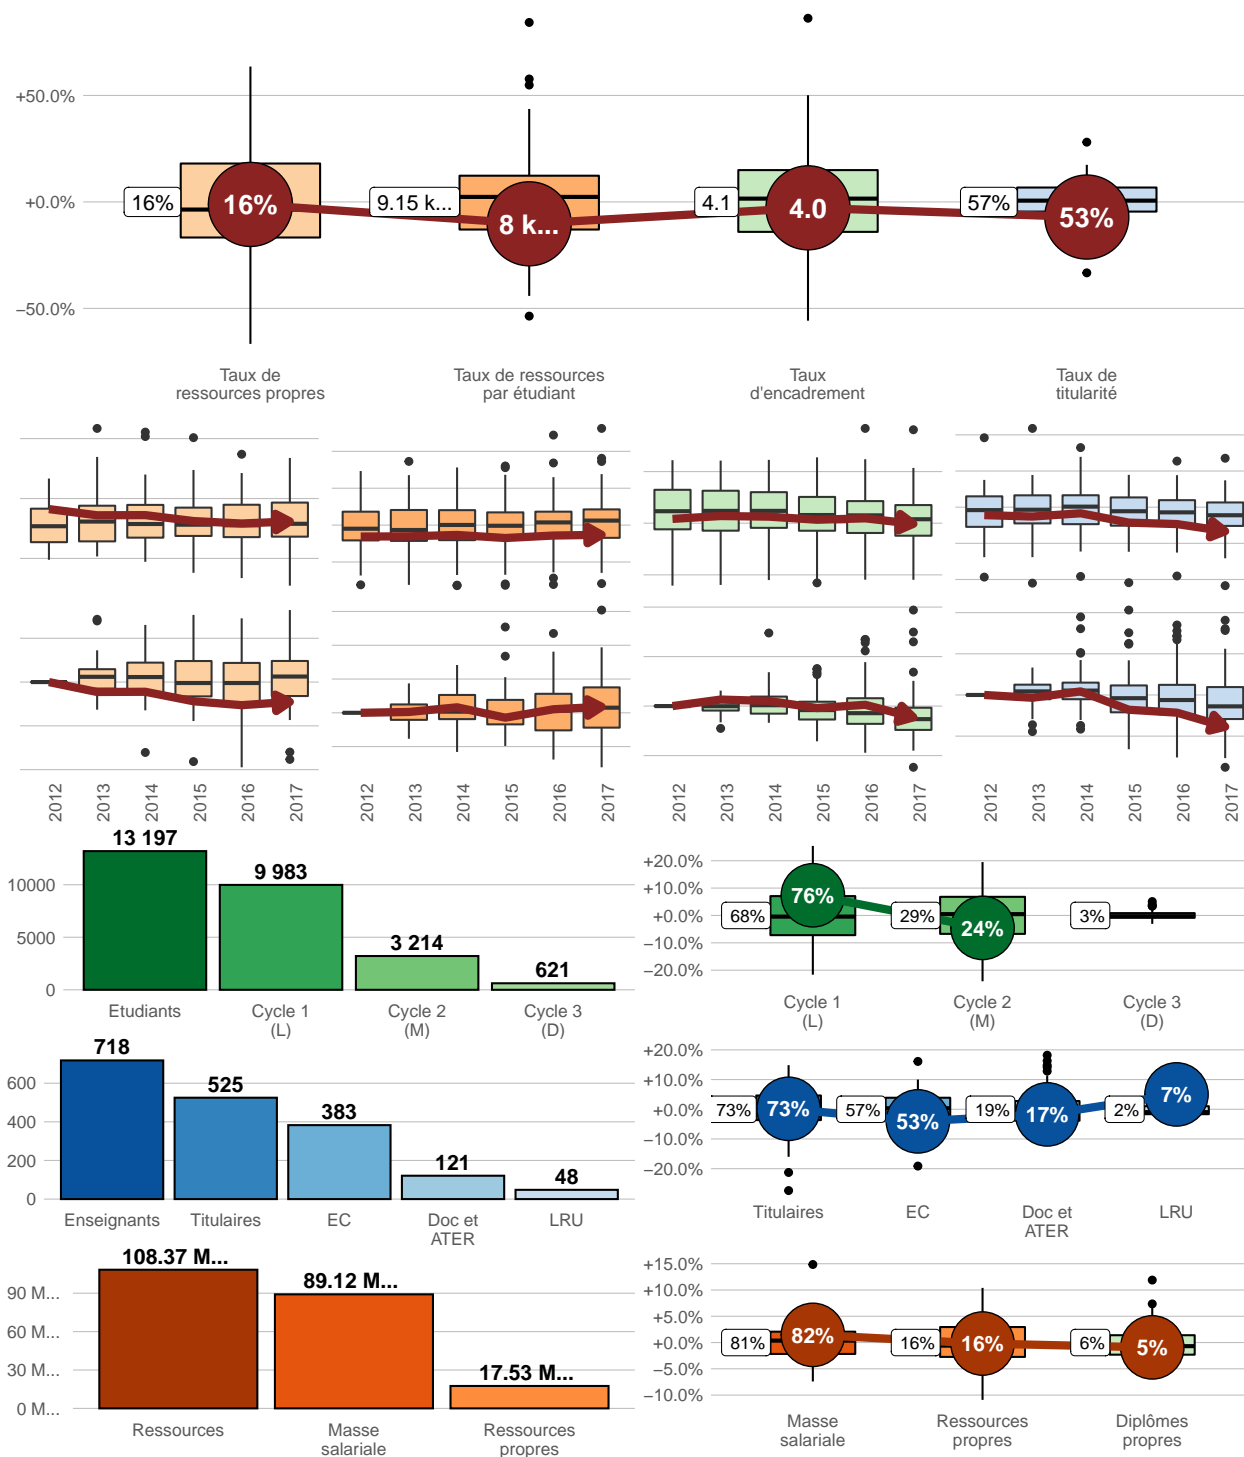 +50.0%
+0.0%
−50.0%
16%
16%
9.15 k...
8 k...
4.1
4.0
57%
53%
Taux de
ressources propres
Taux de ressources
par étudiant
Taux
d'encadrement
Taux de
titularité
2012
2013
2014
2015
2016
2017
2012
2013
2014
2015
2016
2017
2012
2013
2014
2015
2016
2017
2012
2013
2014
2015
2016
2017
13 197
9 983
3 214
621
10000
5000
0
Etudiants
Cycle 1
(L)
Cycle 2
(M)
Cycle 3
(D)
+20.0%
+10.0%
+0.0%
−10.0%
−20.0%
68%
76%
29%
24%
3%
Cycle 1
(L)
Cycle 2
(M)
Cycle 3
(D)
718
525
383
121
48
600
400
200
0
Enseignants
Titulaires
EC
Doc et
ATER
LRU
+20.0%
+10.0%
+0.0%
−10.0%
−20.0%
73%
73%
57%
53%
19%
17%
2%
7%
Titulaires
EC
Doc et
ATER
LRU
108.37 M...
89.12 M...
17.53 M...
90 M...
60 M...
30 M...
0 M...
Ressources
Masse
salariale
Ressources
propres
+15.0%
+10.0%
+5.0%
+0.0%
−5.0%
−10.0%
81%
82%
16%
16%
6%
5%
Masse
salariale
Ressources
propres
Diplômes
propres